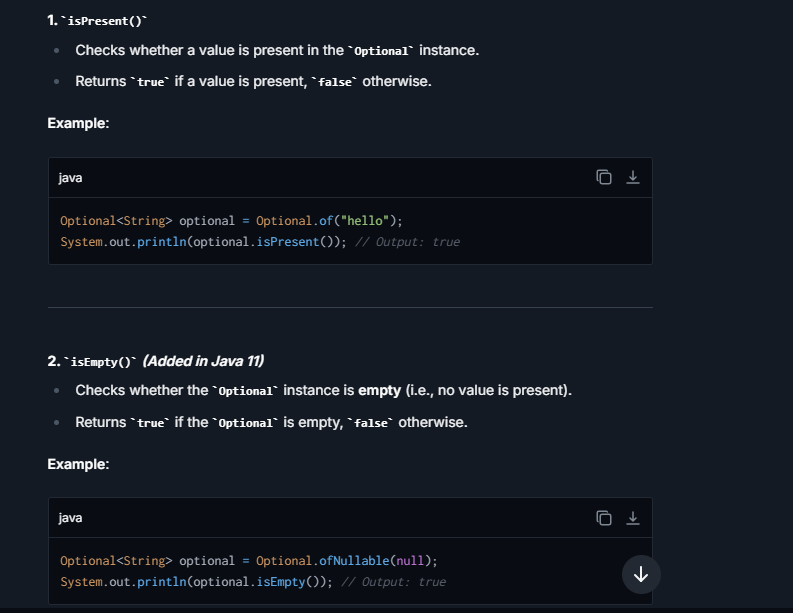 1. `isPresent()`
Checks whether a value is present in the `Optional` instance.
Returns `true` if a value is present, `false` otherwise.
Example:
java
Optional<String> optional = Optional.of("hello");
System.out.println(optional.isPresent()); // Output: true
2. `isEmpty()` (Added in Java 11)
Checks whether the `Optional` instance is empty (i.e., no value is present).
Returns `true` if the `Optional` is empty, `false` otherwise.
Example:
java
Optional<String> optional = Optional.ofNullable(null);
System.out.println(optional.isEmpty()); // Output: true